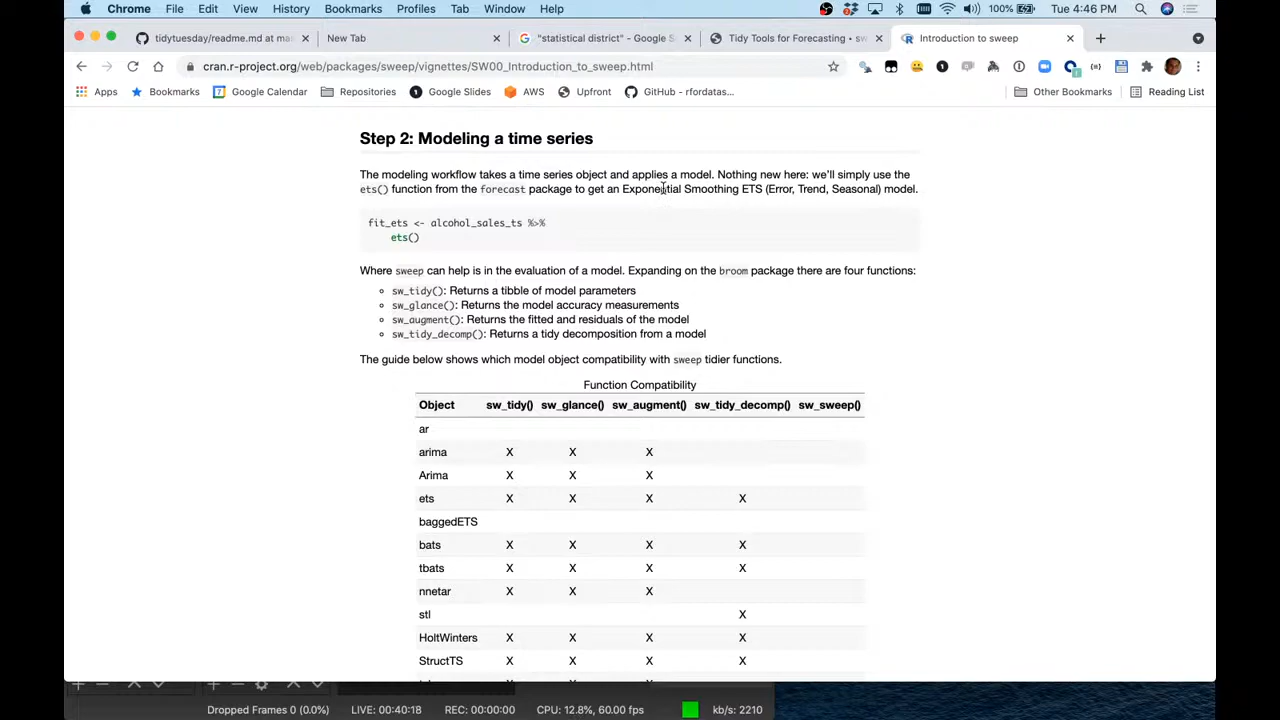 Chrome File Edit View History Bookmarks Profiles Tab Window Help 100% Tue 4:46 PM
tidytuesday/readme.md at mas New Tab "statistical district" - Google S Tidy Tools for Forecasting • sw Introduction to sweep
cran.r-project.org/web/packages/sweep/vignettes/SW00_Introduction_to_sweep.html
Apps Bookmarks Google Calendar Repositories Google Slides AWS Upfront GitHub - rfordatas... Other Bookmarks Reading List
Step 2: Modeling a time series
The modeling workflow takes a time series object and applies a model. Nothing new here: we'll simply use the
ets() function from the forecast package to get an Exponential Smoothing ETS (Error, Trend, Seasonal) model.
fit_ets <- alcohol_sales_ts %>%
ets()
Where sweep can help is in the evaluation of a model. Expanding on the broom package there are four functions:
sw_tidy(): Returns a tibble of model parameters
sw_glance(): Returns the model accuracy measurements
sw_augment(): Returns the fitted and residuals of the model
sw_tidy_decomp(): Returns a tidy decomposition from a model
The guide below shows which model object compatibility with sweep tidier functions.
Function Compatibility
Object sw_tidy() sw_glance() sw_augment() sw_tidy_decomp() sw_sweep()
ar
arima X X X
Arima X X X
ets X X X X
baggedETS
bats X X X X
tbats X X X X
nnetar X X X
stl X
HoltWinters X X X X
StructTS X X X X
Dropped Frames 0 (0.0%) LIVE: 00:40:18 REC: 00:00:00 CPU: 12.8%, 60.00 fps kb/s: 2210